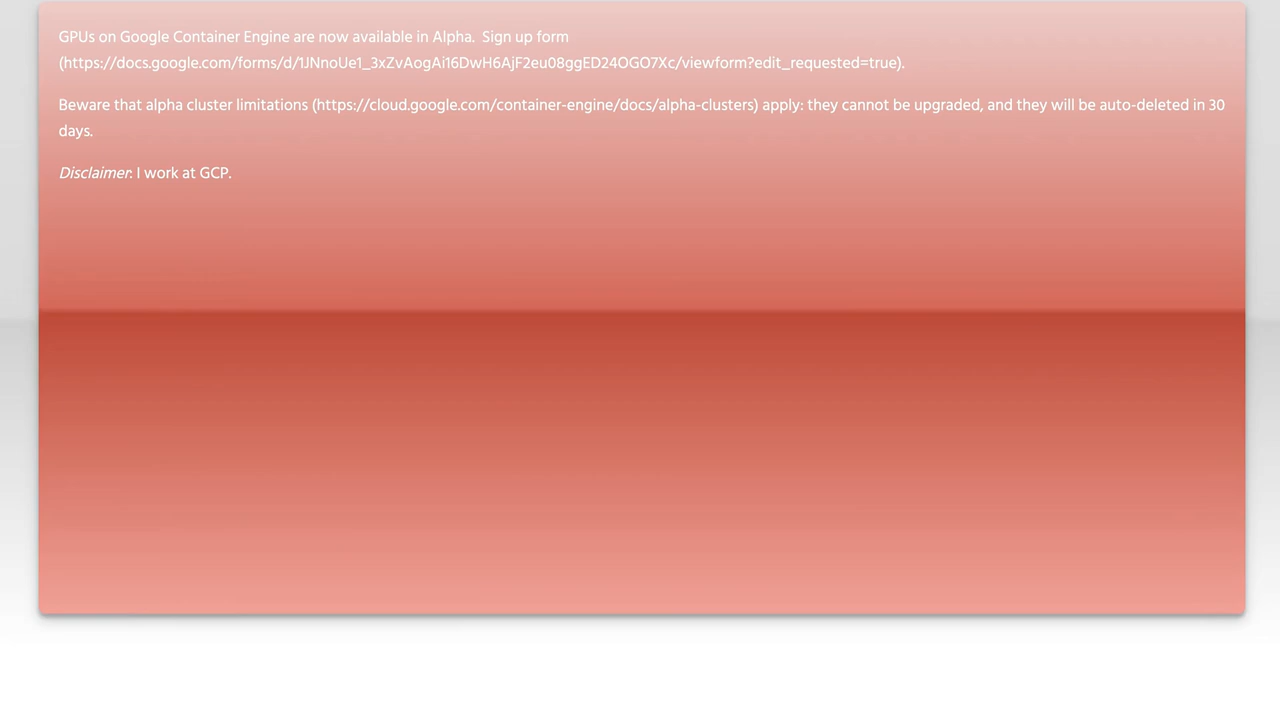 GPUs on Google Container Engine are now available in Alpha.  Sign up form
(https://docs.google.com/forms/d/1JNnoUe1_3xZvAogAi16DwH6AjF2eu08ggED24OGO7Xc/viewform?edit_requested=true).
Beware that alpha cluster limitations (https://cloud.google.com/container-engine/docs/alpha-clusters) apply: they cannot be upgraded, and they will be auto-deleted in 30
days.
Disclaimer: I work at GCP.